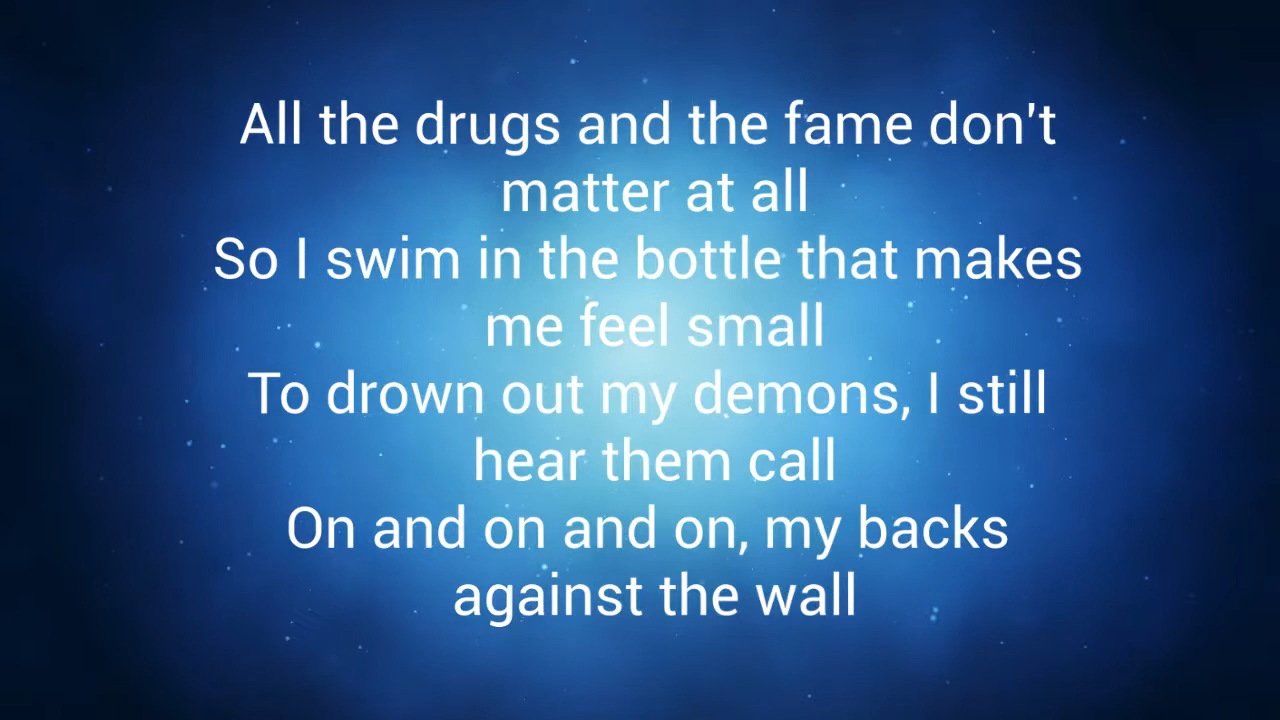 All the drugs and the fame don't
matter at all
So I swim in the bottle that makes
me feel small
To drown out my demons, I still
hear them call
On and on and on, my backs
against the wall